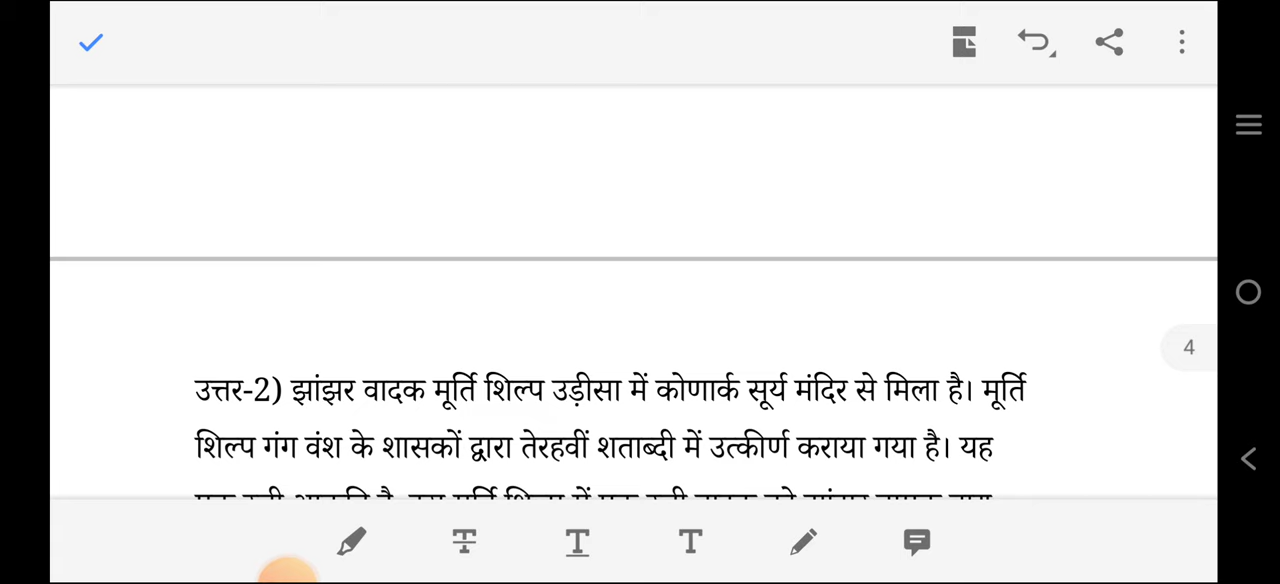 4
उत्तर-2) झांझर वादक मूर्ति शिल्प उड़ीसा में कोणार्क सूर्य मंदिर से मिला है। मूर्ति
शिल्प गंग वंश के शासकों द्वारा तेरहवीं शताब्दी में उत्कीर्ण कराया गया है। यह